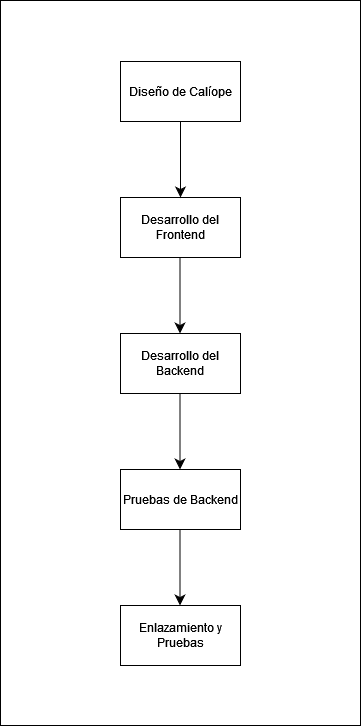 Diseño de Calíope
Desarrollo del
Frontend
Desarrollo del
Backend
Pruebas de Backend
Enlazamiento y
Pruebas